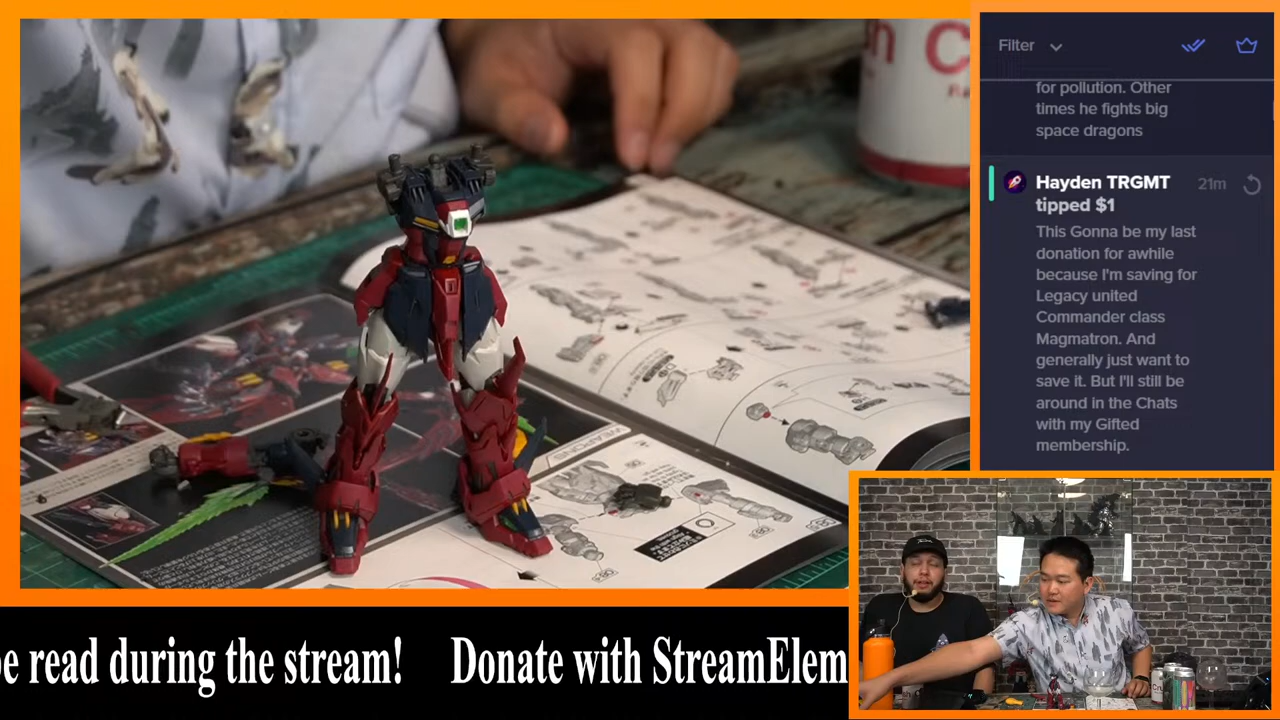 Filter
for pollution. Other
times he fights big
space dragons
Hayden TRGMT
tipped $1
21m
This Gonna be my last
donation for awhile
because I'm saving for
Legacy united
Commander class
Magmatron. And
generally just want to
save it. But I'll still be
around in the Chats
with my Gifted
membership.
WEAPONS
e read during the stream!
Donate with StreamElem